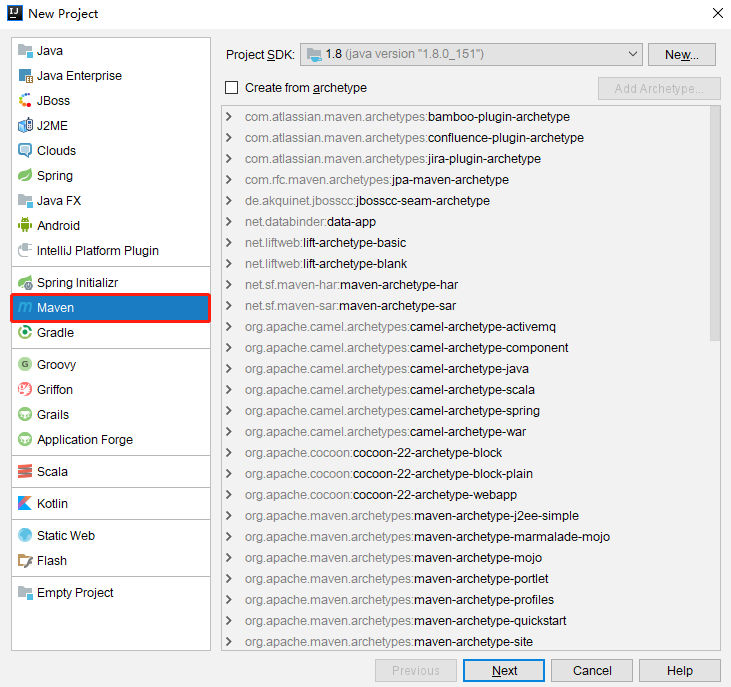 New Project
Java
Java Enterprise
JBoss
J2ME
Clouds
Spring
Java FX
Android
IntelliJ Platform Plugin
Spring Initializr
Maven
Gradle
Groovy
Griffon
Grails
Application Forge
Scala
Kotlin
Static Web
Flash
Empty Project
Project SDK: 1.8 (java version "1.8.0_151") New...
Create from archetype Add Archetype...
com.atlassian.maven.archetypes:bamboo-plugin-archetype
com.atlassian.maven.archetypes:confluence-plugin-archetype
com.atlassian.maven.archetypes:jira-plugin-archetype
com.rfc.maven.archetypes:jpa-maven-archetype
de.akquinet.jbosscc:jbosscc-seam-archetype
net.databinder:data-app
net.liftweb:lift-archetype-basic
net.liftweb:lift-archetype-blank
net.sf.maven-har:maven-archetype-har
net.sf.maven-sar:maven-archetype-sar
org.apache.camel.archetypes:camel-archetype-activemq
org.apache.camel.archetypes:camel-archetype-component
org.apache.camel.archetypes:camel-archetype-java
org.apache.camel.archetypes:camel-archetype-scala
org.apache.camel.archetypes:camel-archetype-spring
org.apache.camel.archetypes:camel-archetype-war
org.apache.cocoon:cocoon-22-archetype-block
org.apache.cocoon:cocoon-22-archetype-block-plain
org.apache.cocoon:cocoon-22-archetype-webapp
org.apache.maven.archetypes:maven-archetype-j2ee-simple
org.apache.maven.archetypes:maven-archetype-marmalade-mojo
org.apache.maven.archetypes:maven-archetype-mojo
org.apache.maven.archetypes:maven-archetype-portlet
org.apache.maven.archetypes:maven-archetype-profiles
org.apache.maven.archetypes:maven-archetype-quickstart
org.apache.maven.archetypes:maven-archetype-site
Previous Next Cancel Help